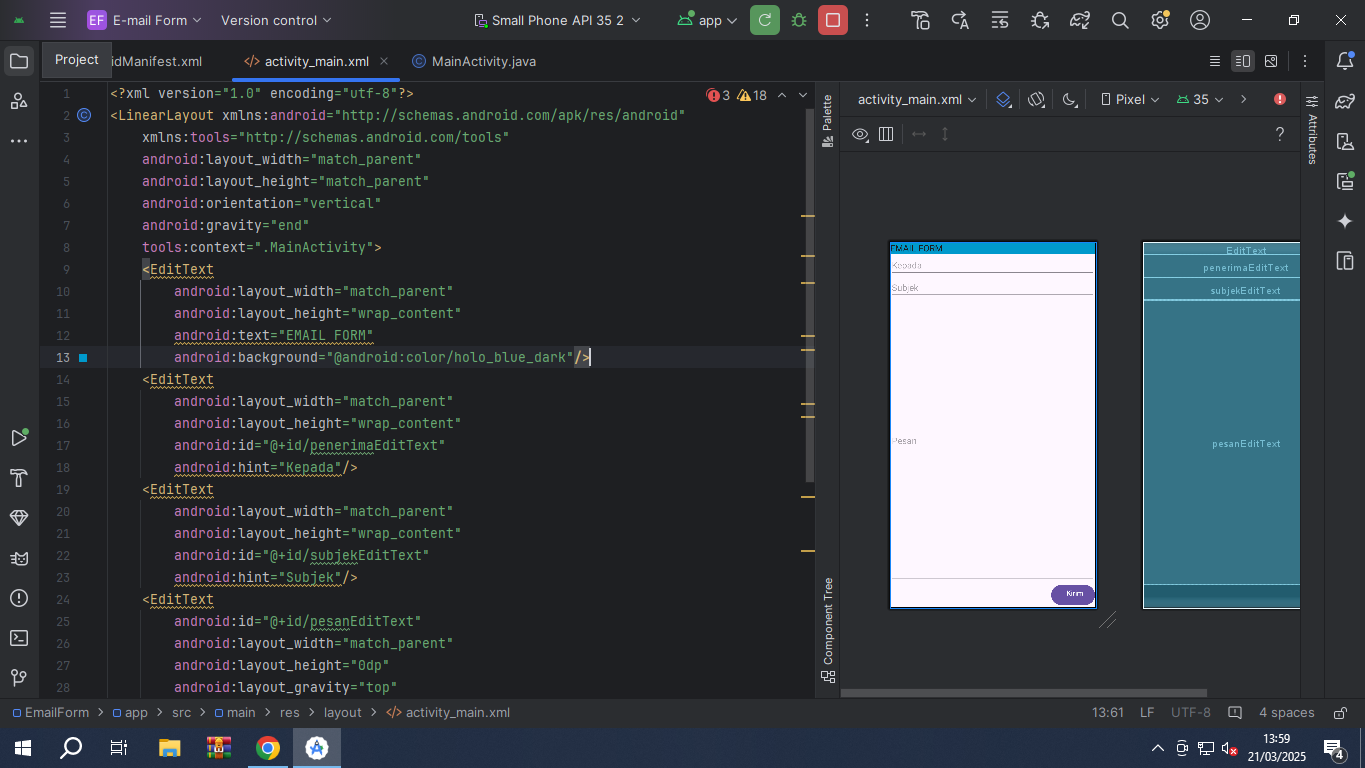 EF E-mail Form Version control Small Phone API 35 2 app
Project idManifest.xml activity_main.xml MainActivity.java
3 18
1 <?xml version="1.0" encoding="utf-8"?>
2 <LinearLayout xmlns:android="http://schemas.android.com/apk/res/android"
3 xmlns:tools="http://schemas.android.com/tools"
4 android:layout_width="match_parent"
5 android:layout_height="match_parent"
6 android:orientation="vertical"
7 android:gravity="end"
8 tools:context=".MainActivity">
9 <EditText
10 android:layout_width="match_parent"
11 android:layout_height="wrap_content"
12 android:text="EMAIL FORM"
13 android:background="@android:color/holo_blue_dark"/>
14 <EditText
15 android:layout_width="match_parent"
16 android:layout_height="wrap_content"
17 android:id="@+id/penerimaEditText"
18 android:hint="Kepada"/>
19 <EditText
20 android:layout_width="match_parent"
21 android:layout_height="wrap_content"
22 android:id="@+id/subjekEditText"
23 android:hint="Subjek"/>
24 <EditText
25 android:id="@+id/pesanEditText"
26 android:layout_width="match_parent"
27 android:layout_height="0dp"
28 android:layout_gravity="top"
Palette
Component Tree
activity_main.xml Pixel 35
?
EMAIL FORM
Kepada
Subjek
Pesan
Kirim
EditText
penerimaEditText
subjekEditText
pesanEditText
Attributes
EmailForm app src main res layout activity_main.xml 13:61 LF UTF-8 4 spaces
13:59
21/03/2025
4